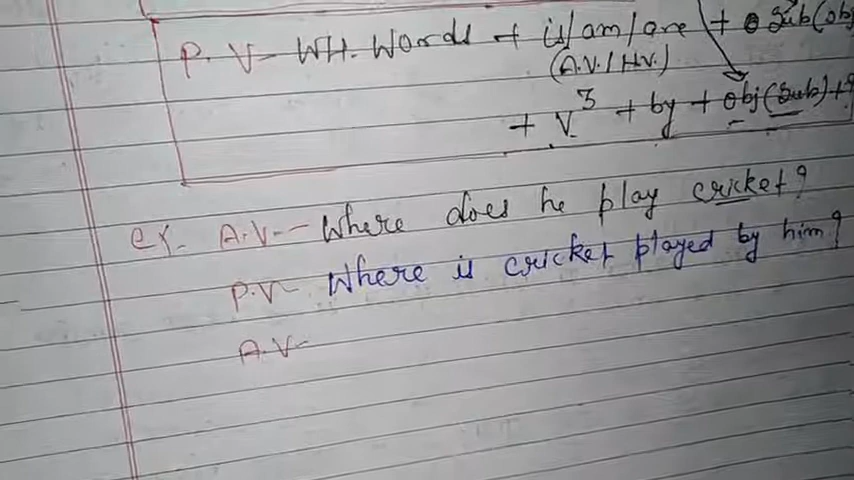 P. V - WH. Words + is/am/are + Sub(obj
(A.V./H.V.)
+ V3 + by + obj(Sub) +
ex. A.V- - Where does he play cricket?
P.V- Where is cricket played by him?
A.V-